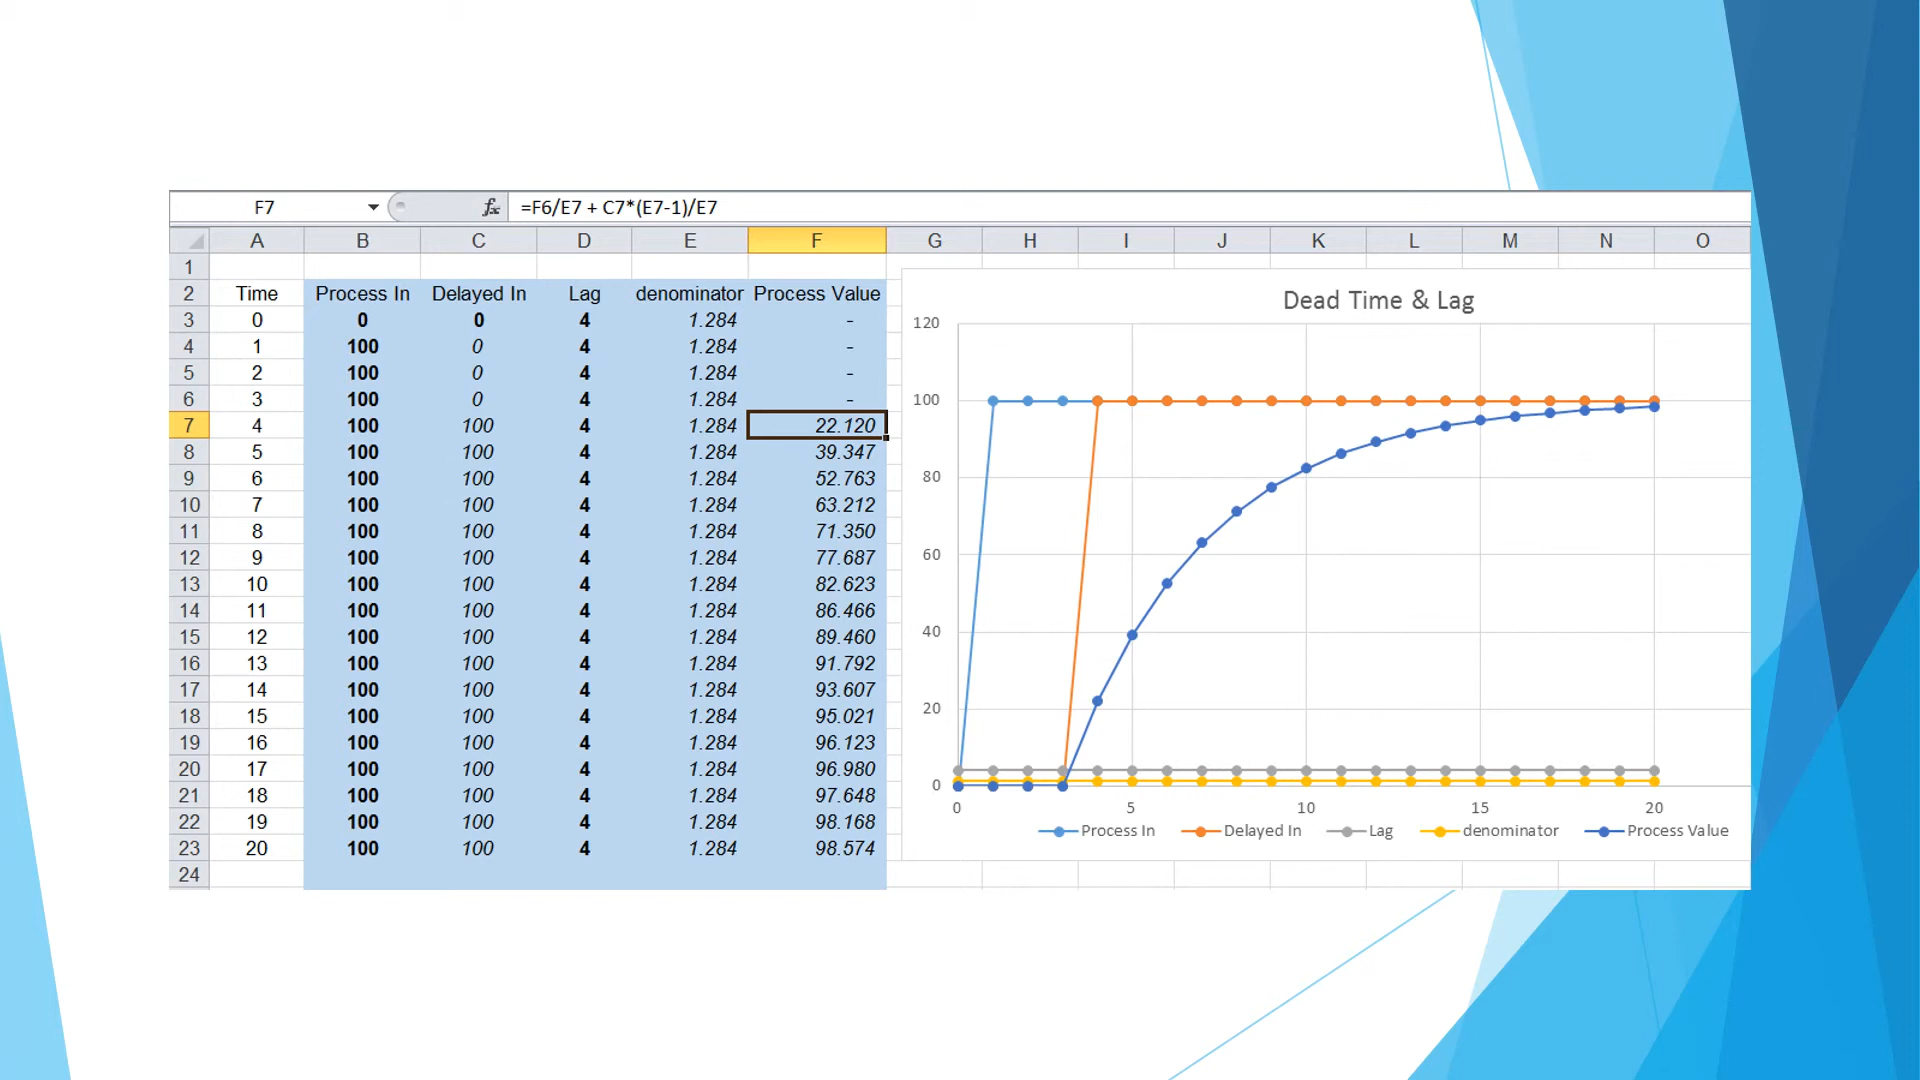 F7 fx =F6/E7 + C7*(E7-1)/E7
A B C D E F G H I J K L M N O
1
2 Time Process In Delayed In Lag denominator Process Value
3 0 0 0 4 1.284 -
4 1 100 0 4 1.284 -
5 2 100 0 4 1.284 -
6 3 100 0 4 1.284 -
7 4 100 100 4 1.284 22.120
8 5 100 100 4 1.284 39.347
9 6 100 100 4 1.284 52.763
10 7 100 100 4 1.284 63.212
11 8 100 100 4 1.284 71.350
12 9 100 100 4 1.284 77.687
13 10 100 100 4 1.284 82.623
14 11 100 100 4 1.284 86.466
15 12 100 100 4 1.284 89.460
16 13 100 100 4 1.284 91.792
17 14 100 100 4 1.284 93.607
18 15 100 100 4 1.284 95.021
19 16 100 100 4 1.284 96.123
20 17 100 100 4 1.284 96.980
21 18 100 100 4 1.284 97.648
22 19 100 100 4 1.284 98.168
23 20 100 100 4 1.284 98.574
24
Dead Time & Lag
120
100
80
60
40
20
0
0 5 10 15 20
Process In Delayed In Lag denominator Process Value